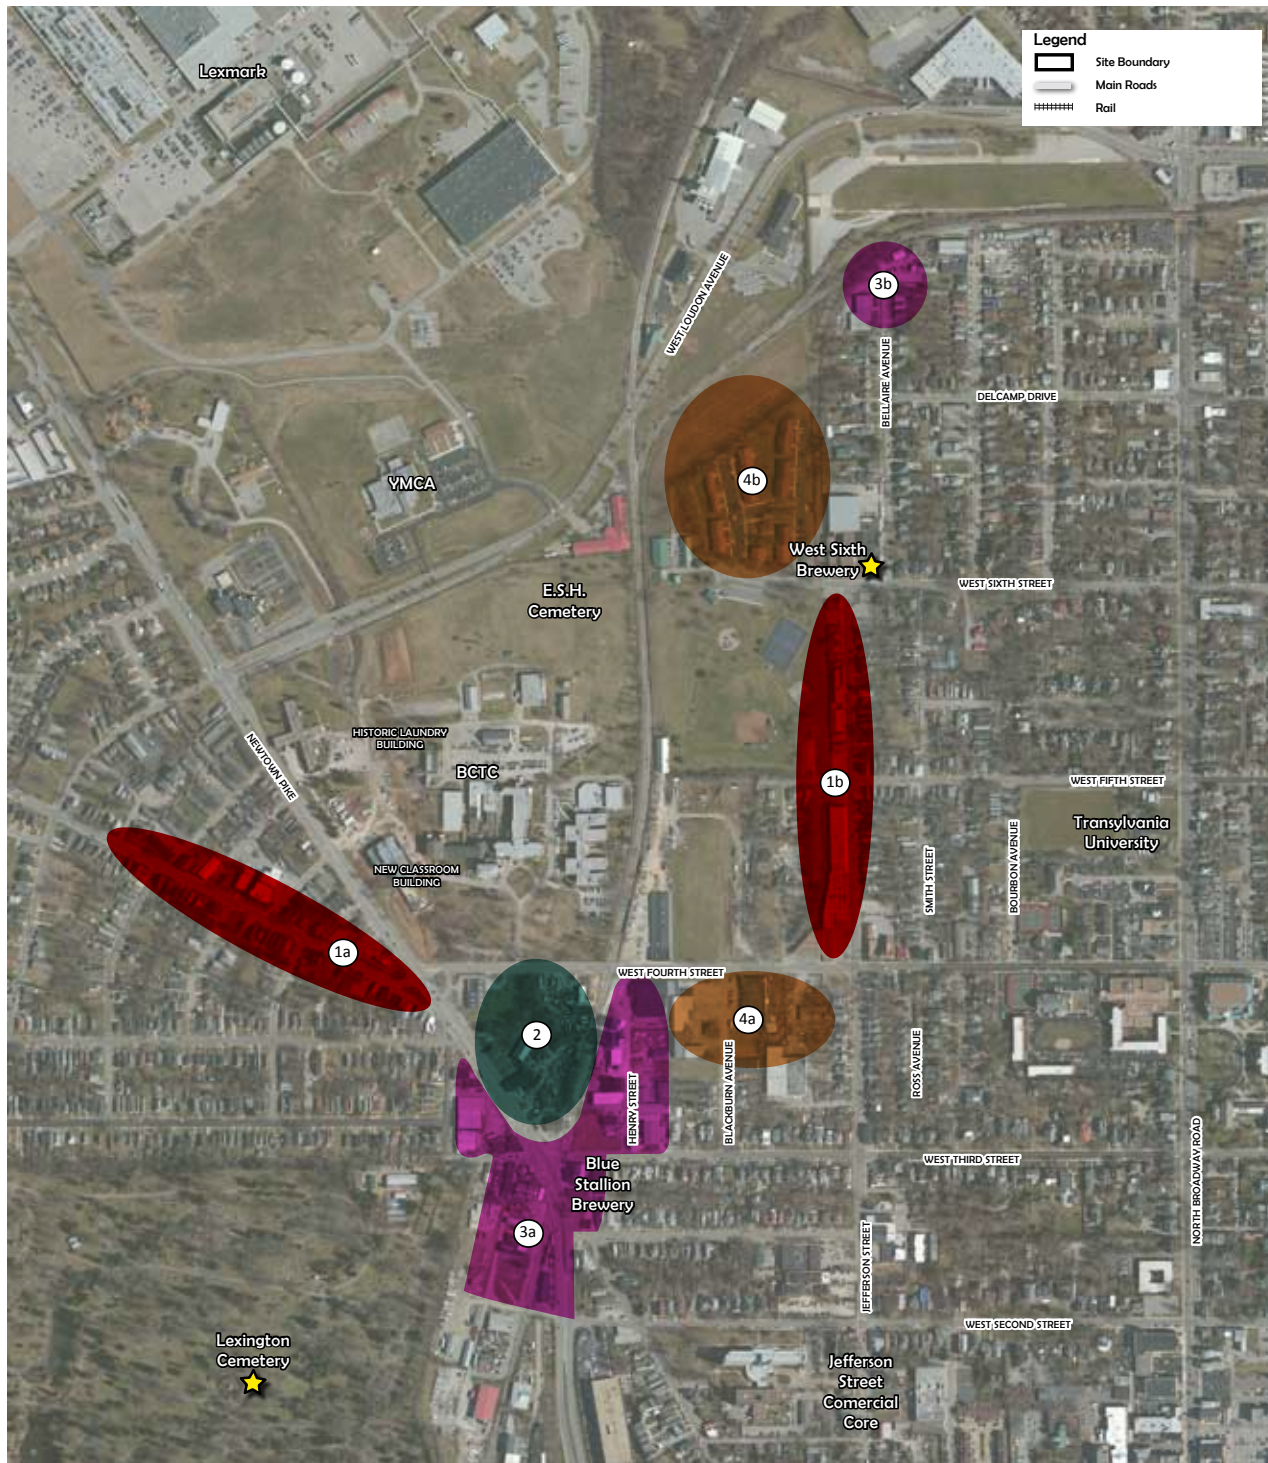 Legend
Site Boundary
Main Roads
Rail
Lexmark
3b
WEST LOUDON AVENUE
BELLAIRE AVENUE
DELCAMP DRIVE
4b
YMCA
West Sixth
Brewery
WEST SIXTH STREET
E.S.H.
Cemetery
HISTORIC LAUNDRY
BUILDING
NEWTOWN PIKE
BCTC
1b
WEST FIFTH STREET
Transylvania
University
SMITH STREET
BOURBON AVENUE
NEW CLASSROOM
BUILDING
1a
WEST FOURTH STREET
2
4a
HENRY STREET
BLACKBURN AVENUE
ROSS AVENUE
WEST THIRD STREET
NORTH BROADWAY ROAD
Blue
Stallion
Brewery
3a
JEFFERSON STREET
WEST SECOND STREET
Lexington
Cemetery
Jefferson
Street
Comercial
Core